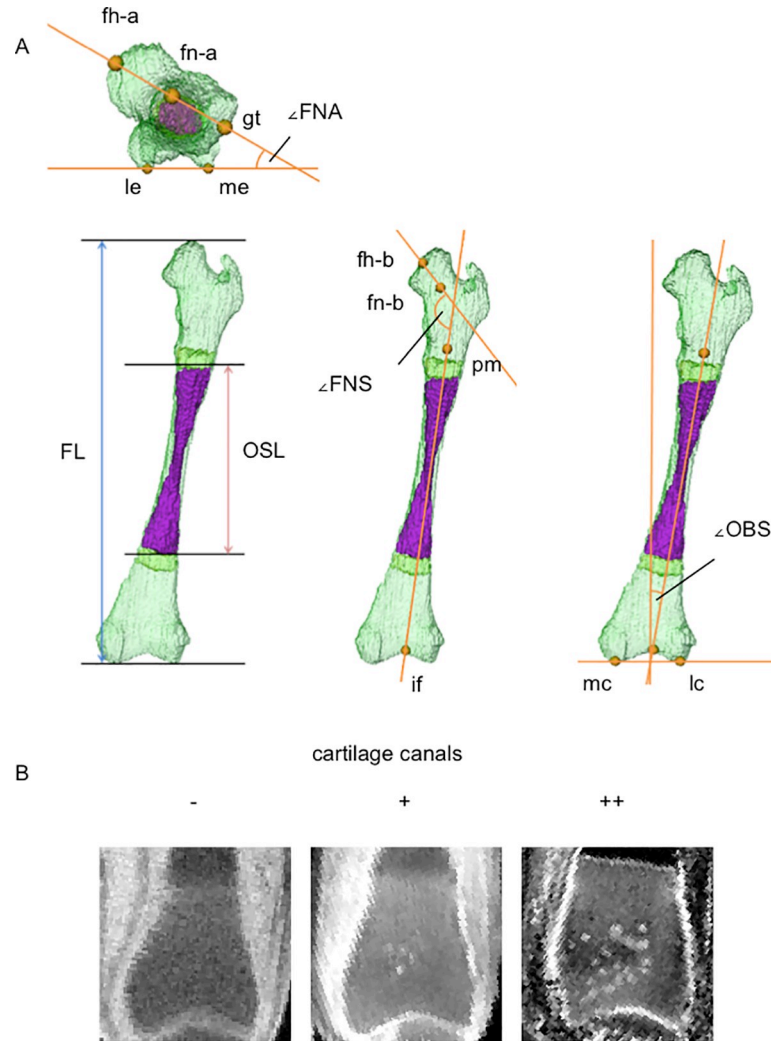 fh-a
A
fn-a
gt
∠FNA
le
me
fh-b
fn-b
pm
∠FNS
FL
OSL
∠OBS
if
mc
lc
cartilage canals
B
-
+
++